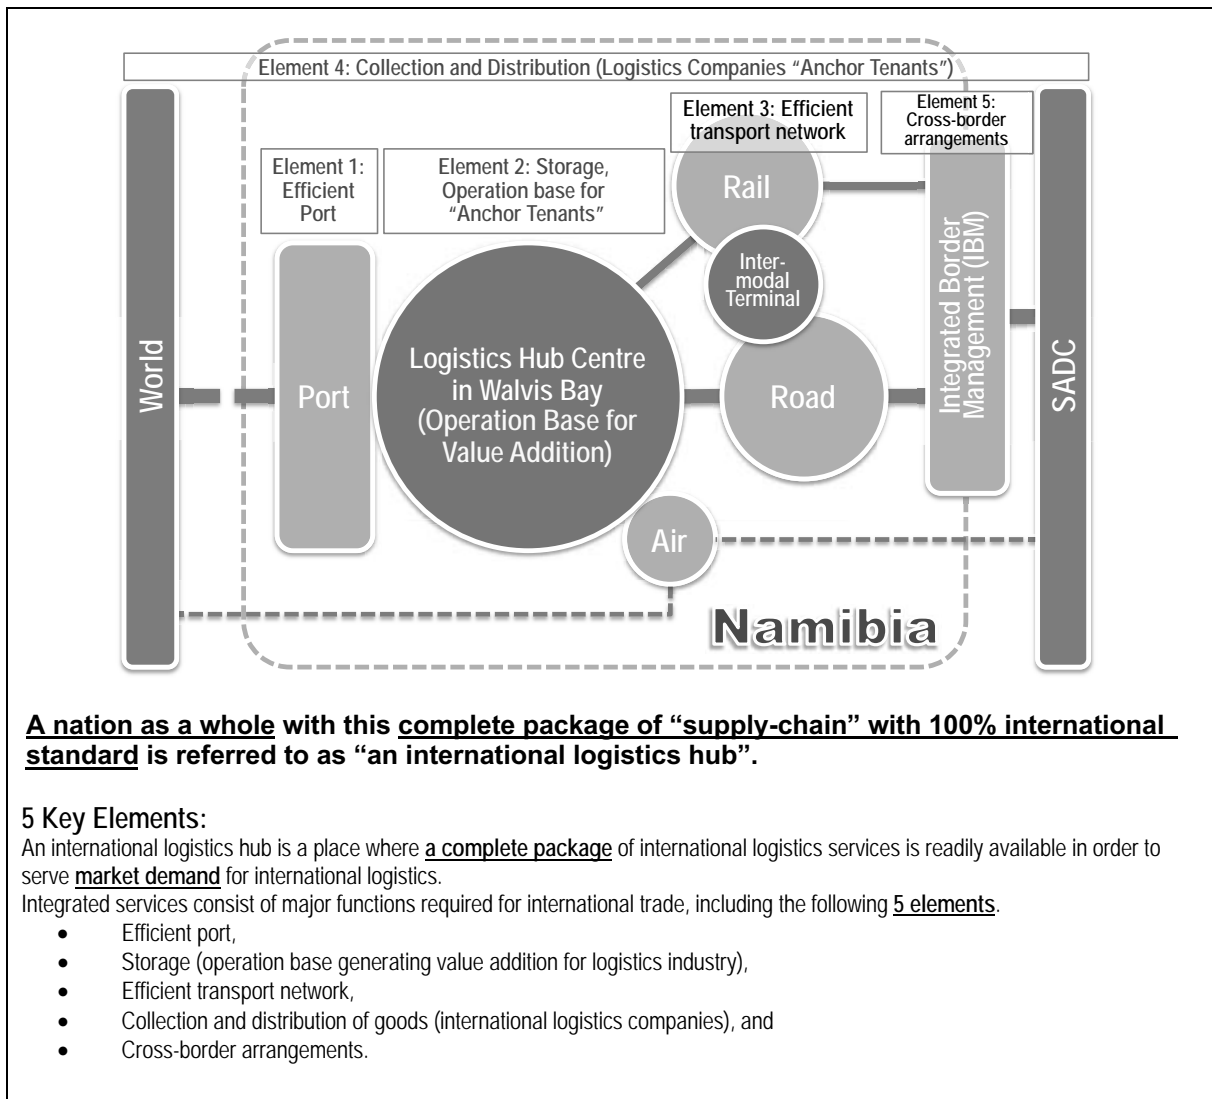 Element 4: Collection and Distribution (Logistics Companies “Anchor Tenants”)
Element 1:
Efficient
Port
Element 2: Storage,
Operation base for
“Anchor Tenants”
Element 3: Efficient
transport network
Element 5:
Cross-border
arrangements
World
Port
Logistics Hub Centre
in Walvis Bay
(Operation Base for
Value Addition)
Rail
Inter-
modal
Terminal
Road
Air
Integrated Border
Management (IBM)
SADC
Namibia
A nation as a whole with this complete package of “supply-chain” with 100% international
standard is referred to as “an international logistics hub”.
5 Key Elements:
An international logistics hub is a place where a complete package of international logistics services is readily available in order to
serve market demand for international logistics.
Integrated services consist of major functions required for international trade, including the following 5 elements.
• Efficient port,
• Storage (operation base generating value addition for logistics industry),
• Efficient transport network,
• Collection and distribution of goods (international logistics companies), and
• Cross-border arrangements.